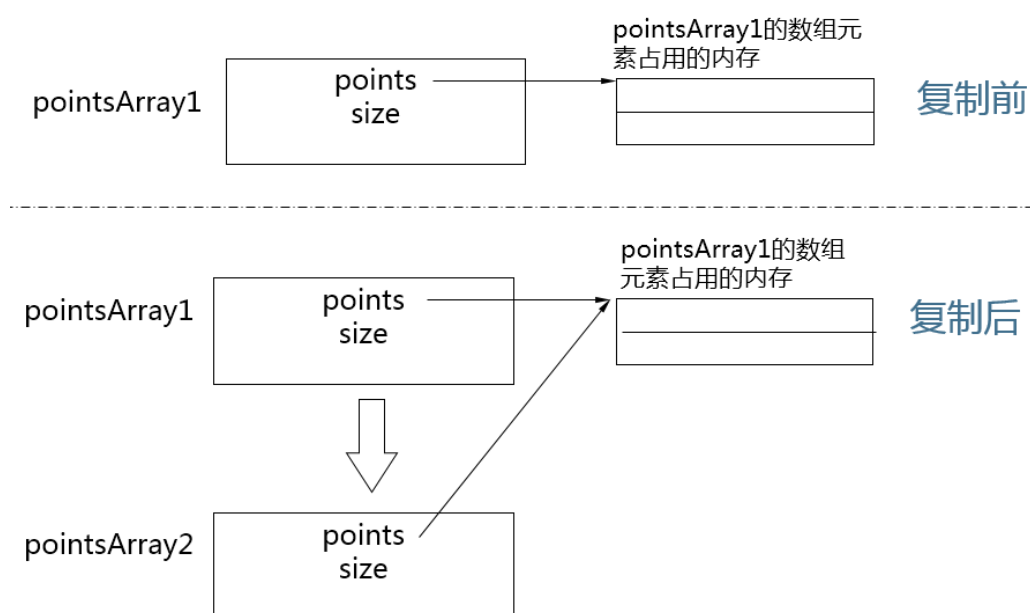 pointsArray1的数组元
素占用的内存
points
size
pointsArray1
复制前
pointsArray1的数组
元素占用的内存
points
size
pointsArray1
复制后
points
size
pointsArray2